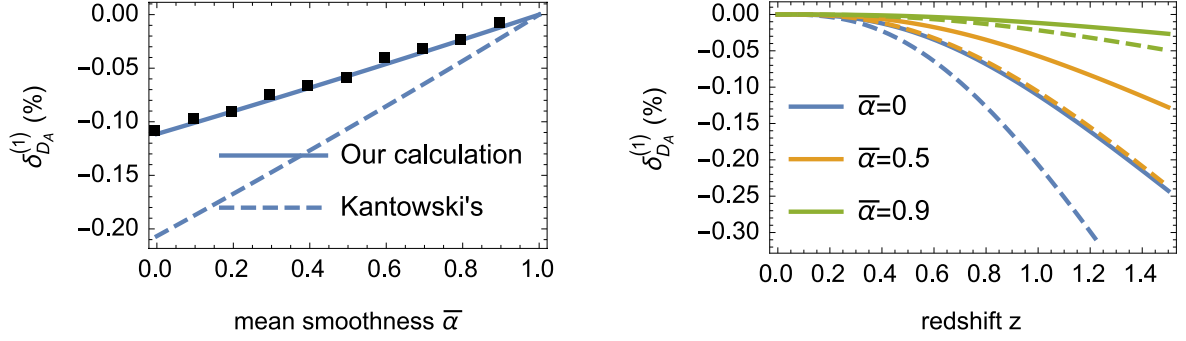 0.00
−0.05
−0.10
−0.15
−0.20
δ_{D_A}^{(1)} (%)
Our calculation
Kantowski's
0.0 0.2 0.4 0.6 0.8 1.0
mean smoothness α̅
0.00
−0.05
−0.10
−0.15
−0.20
−0.25
−0.30
δ_{D_A}^{(1)} (%)
α̅=0
α̅=0.5
α̅=0.9
0.0 0.2 0.4 0.6 0.8 1.0 1.2 1.4
redshift z